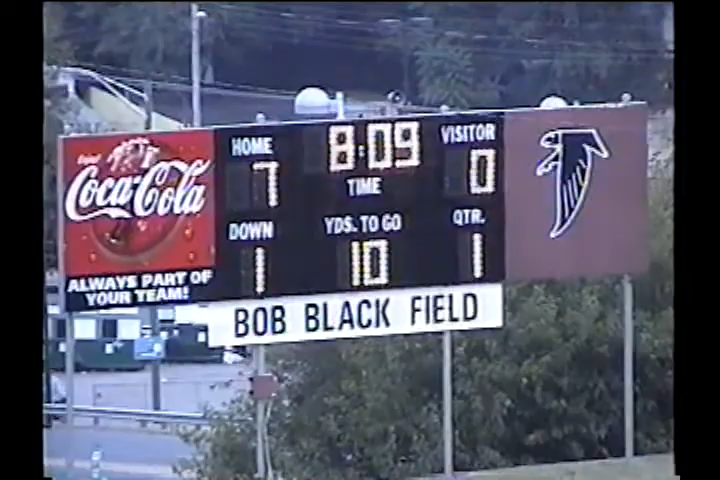 HOME
8:09
VISITOR
7
TIME
0
DOWN
YDS. TO GO
QTR.
1
10
1
Enjoy
Coca-Cola
ALWAYS PART OF
YOUR TEAM!
BOB BLACK FIELD